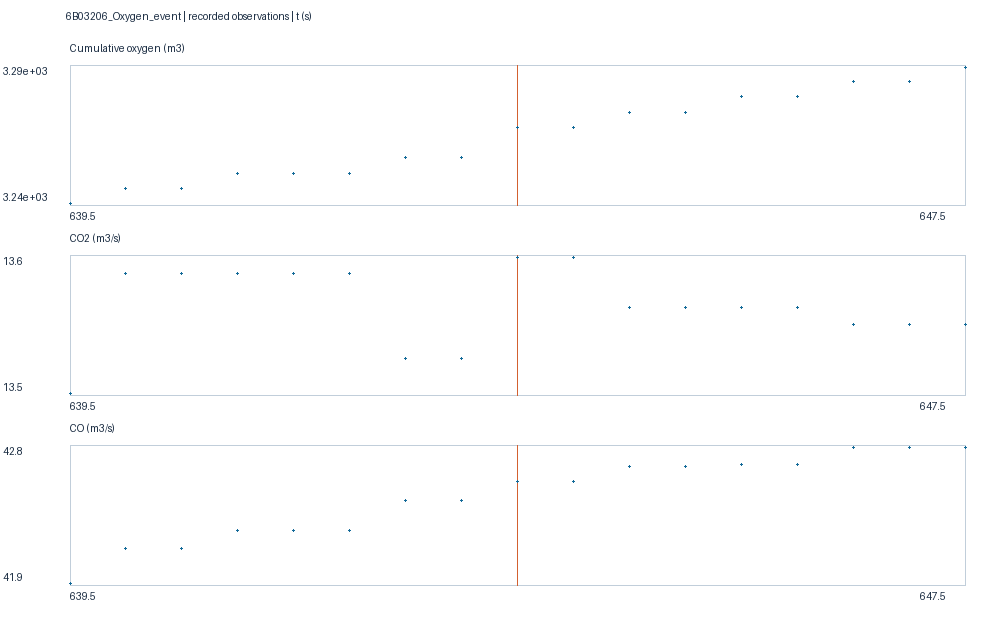 6B03206_Oxygen_event | recorded observations | t (s)
Cumulative oxygen (m3)
3.29e+03
3.24e+03
639.5 647.5
CO2 (m3/s)
13.6
13.5
639.5 647.5
CO (m3/s)
42.8
41.9
639.5 647.5